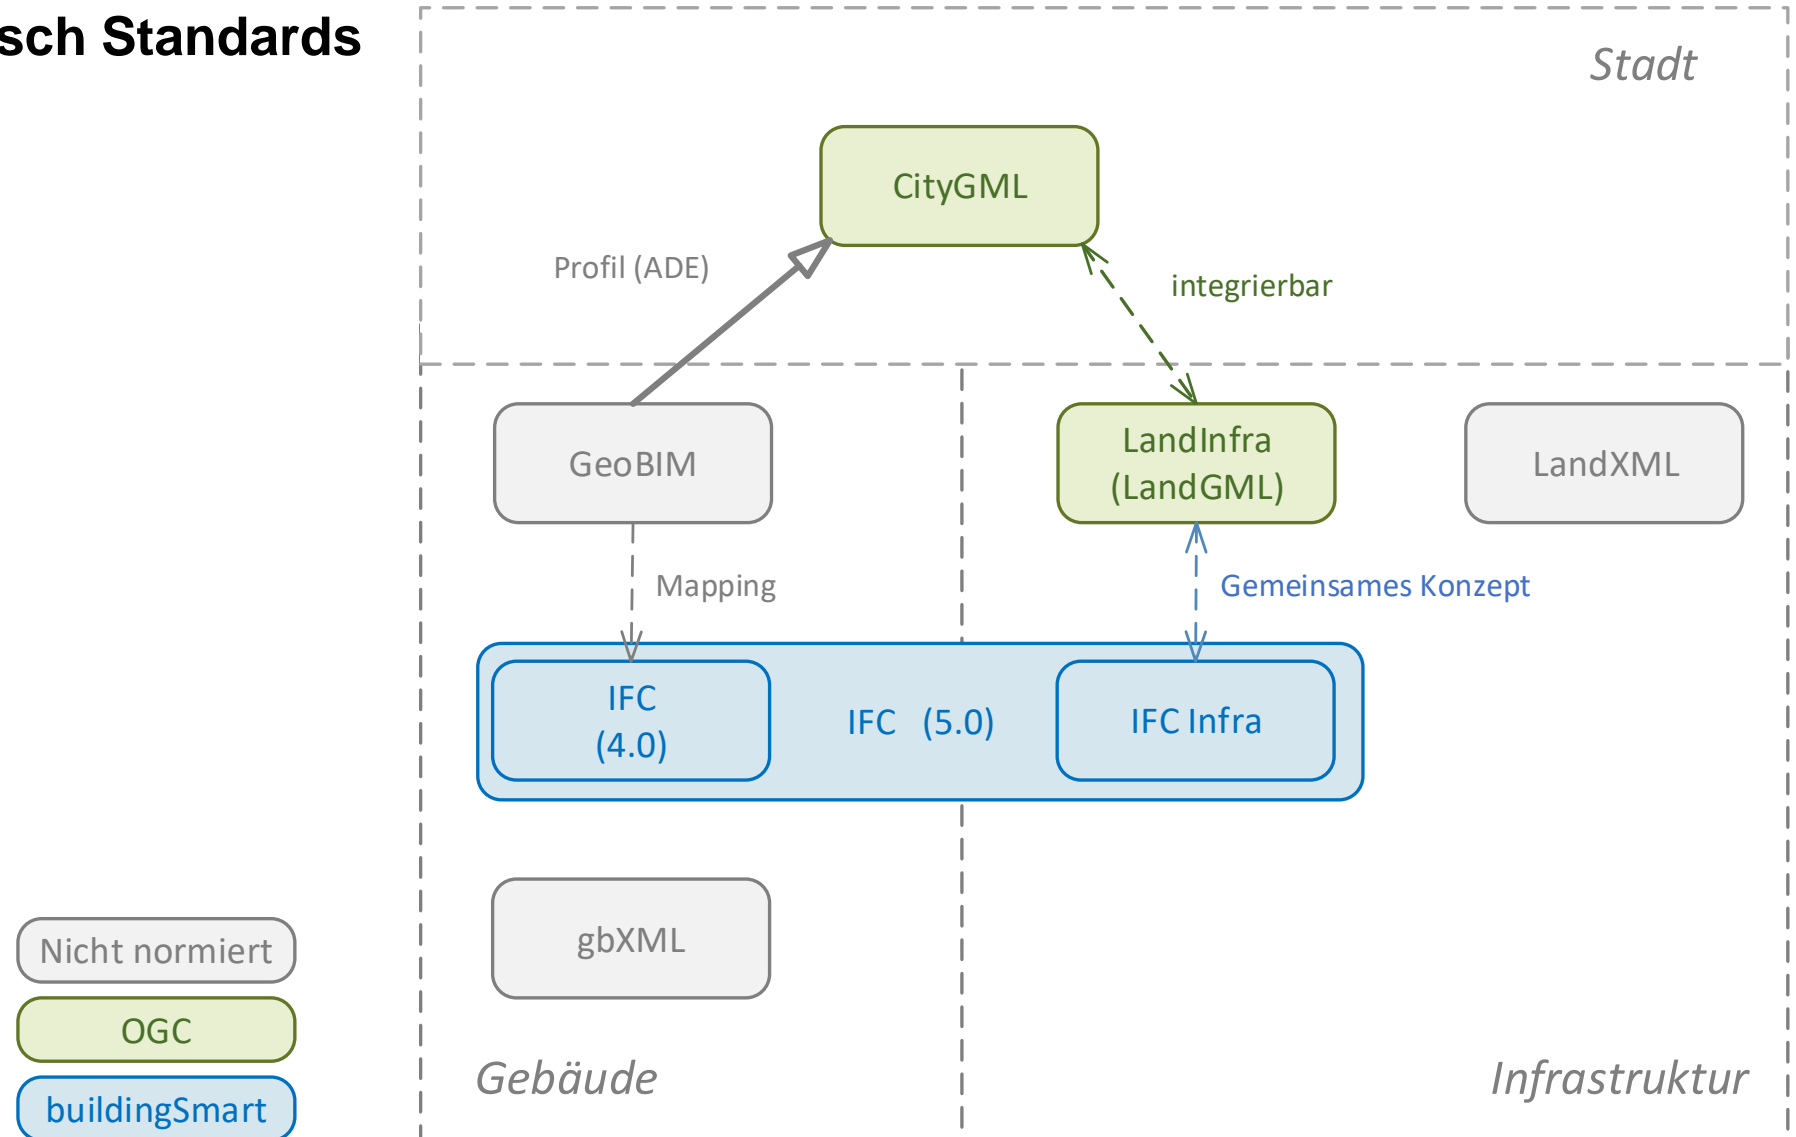 sch Standards
Stadt
CityGML
Profil (ADE)
integrierbar
GeoBIM
LandInfra
(LandGML)
LandXML
Mapping
Gemeinsames Konzept
IFC
(4.0)
IFC (5.0)
IFC Infra
gbXML
Nicht normiert
OGC
buildingSmart
Gebäude
Infrastruktur